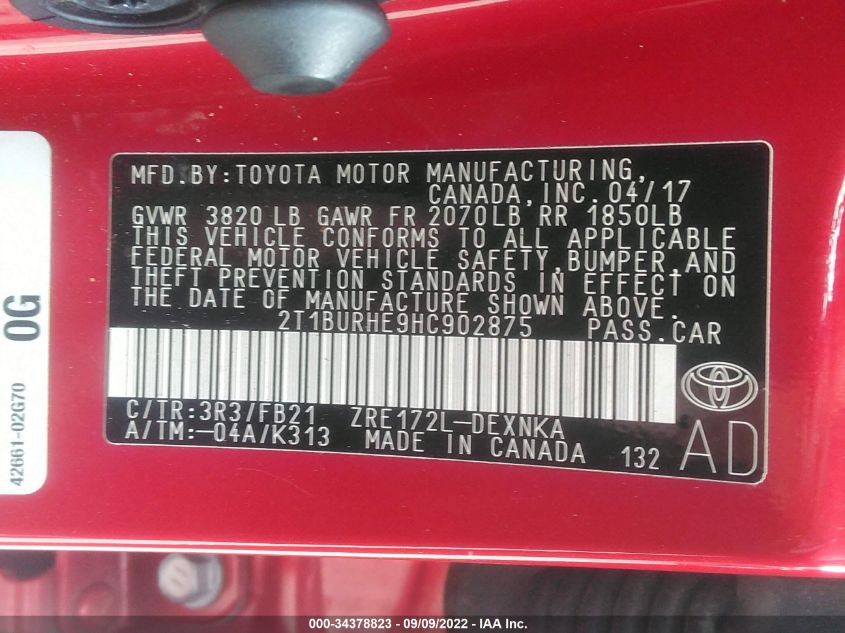 MFD.BY:TOYOTA MOTOR MANUFACTURING,
CANADA,INC. 04/17
GVWR 3820 LB GAWR FR 2070LB RR 1850LB
THIS VEHICLE CONFORMS TO ALL APPLICABLE
FEDERAL MOTOR VEHICLE SAFETY,BUMPER,AND
THEFT PREVENTION STANDARDS IN EFFECT ON
THE DATE OF MANUFACTURE SHOWN ABOVE.
2T1BURHE9HC902875 PASS.CAR
C/TR:3R3/FB21 ZRE172L-DEXNKA
A/TM:-04A/K313 MADE IN CANADA 132 AD
0G
42661-02G70
000-34378823 - 09/09/2022 - IAA Inc.